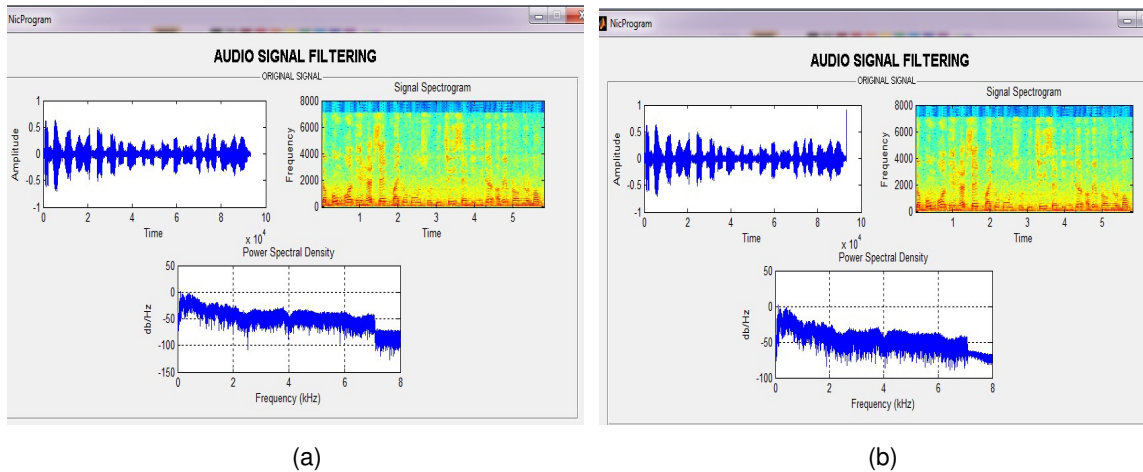 NicProgram
AUDIO SIGNAL FILTERING
ORIGINAL SIGNAL
Signal Spectrogram
Amplitude
1
0.5
0
-0.5
-1
0 2 4 6 8 10
Time
x 10^4
Frequency
8000
6000
4000
2000
0
1 2 3 4 5
Time
Power Spectral Density
db/Hz
50
0
-50
-100
-150
0 2 4 6 8
Frequency (kHz)
(a)
NicProgram
AUDIO SIGNAL FILTERING
ORIGINAL SIGNAL
Signal Spectrogram
Amplitude
1
0.5
0
-0.5
-1
0 2 4 6 8 10
Time
x 10^4
Frequency
8000
6000
4000
2000
0
1 2 3 4 5
Time
Power Spectral Density
db/Hz
50
0
-50
-100
0 2 4 6 8
Frequency (kHz)
(b)